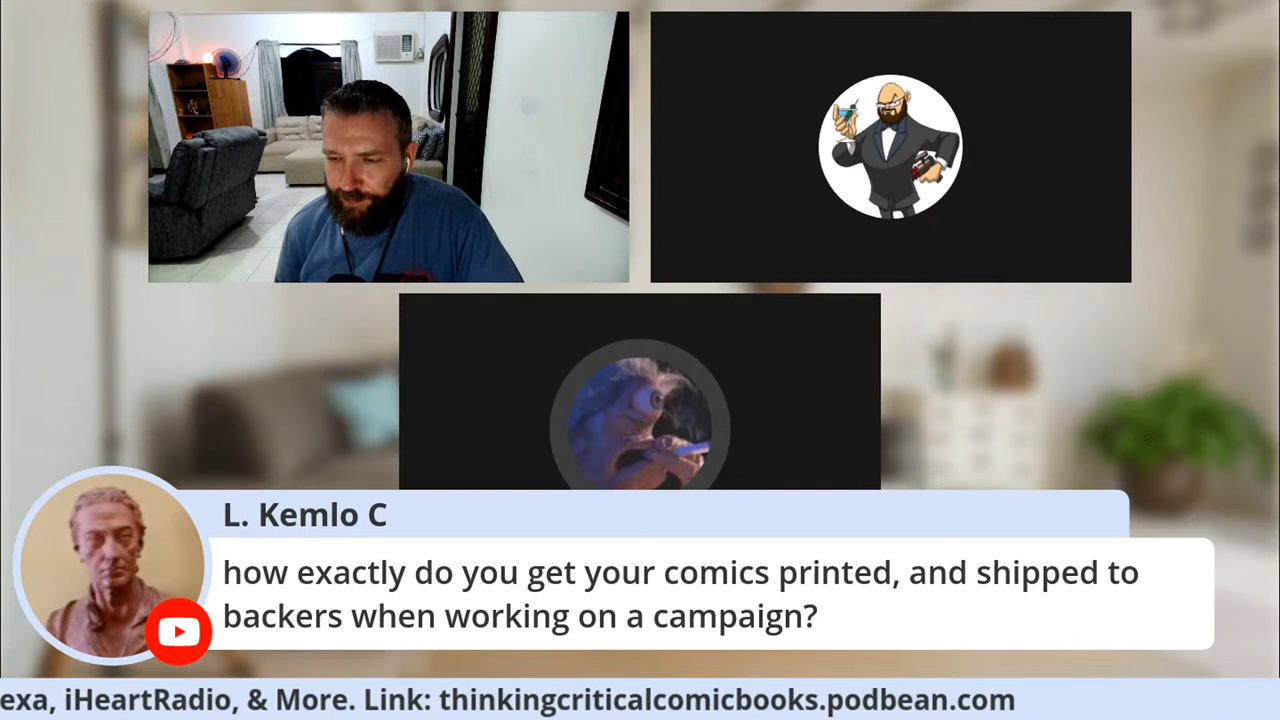 L. Kemlo C
how exactly do you get your comics printed, and shipped to
backers when working on a campaign?
exa, iHeartRadio, & More. Link: thinkingcriticalcomicbooks.podbean.com